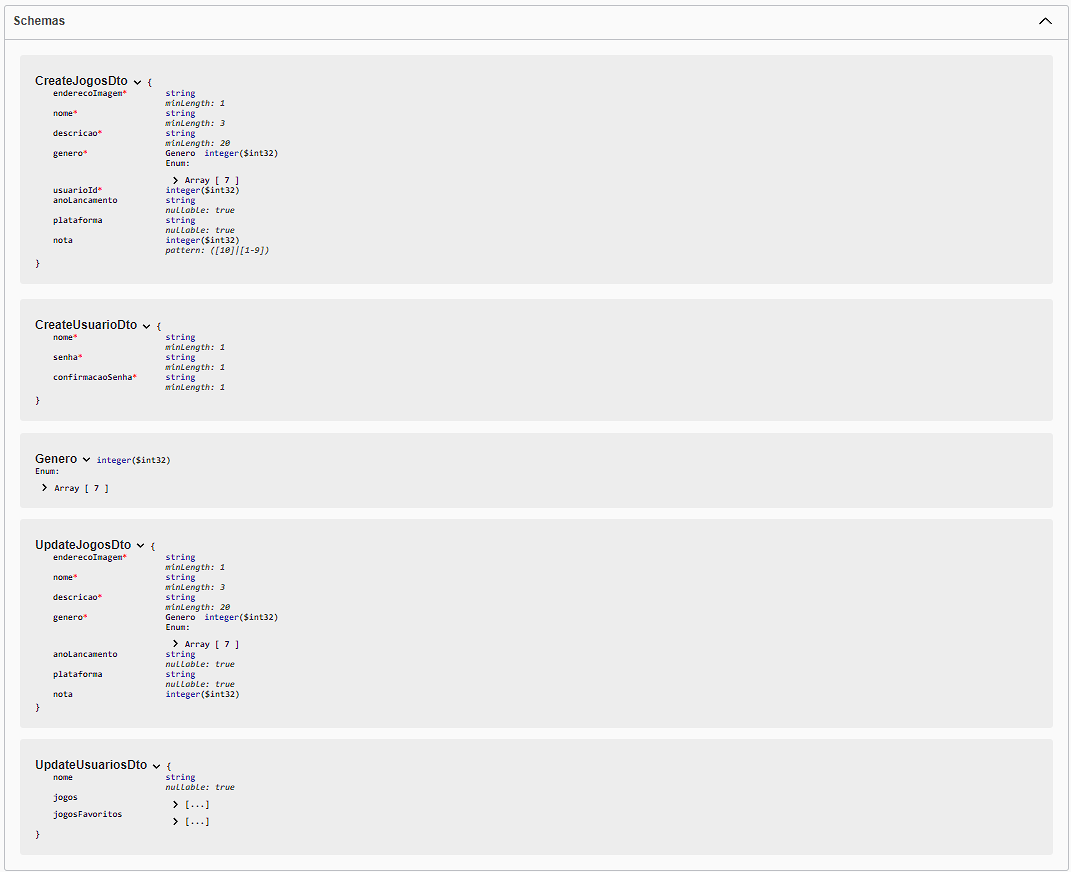 Schemas
CreateJogosDto {
enderecoImagem* string
minLength: 1
nome* string
minLength: 3
descricao* string
minLength: 20
genero* Genero integer($int32)
Enum:
Array [ 7 ]
usuarioId* integer($int32)
anoLancamento string
nullable: true
plataforma string
nullable: true
nota integer($int32)
pattern: ([10]|[1-9])
}
CreateUsuarioDto {
nome* string
minLength: 1
senha* string
minLength: 1
confirmacaoSenha* string
minLength: 1
}
Genero integer($int32)
Enum:
Array [ 7 ]
UpdateJogosDto {
enderecoImagem* string
minLength: 1
nome* string
minLength: 3
descricao* string
minLength: 20
genero* Genero integer($int32)
Enum:
Array [ 7 ]
anoLancamento string
nullable: true
plataforma string
nullable: true
nota integer($int32)
}
UpdateUsuariosDto {
nome string
nullable: true
jogos [...]
jogosFavoritos [...]
}